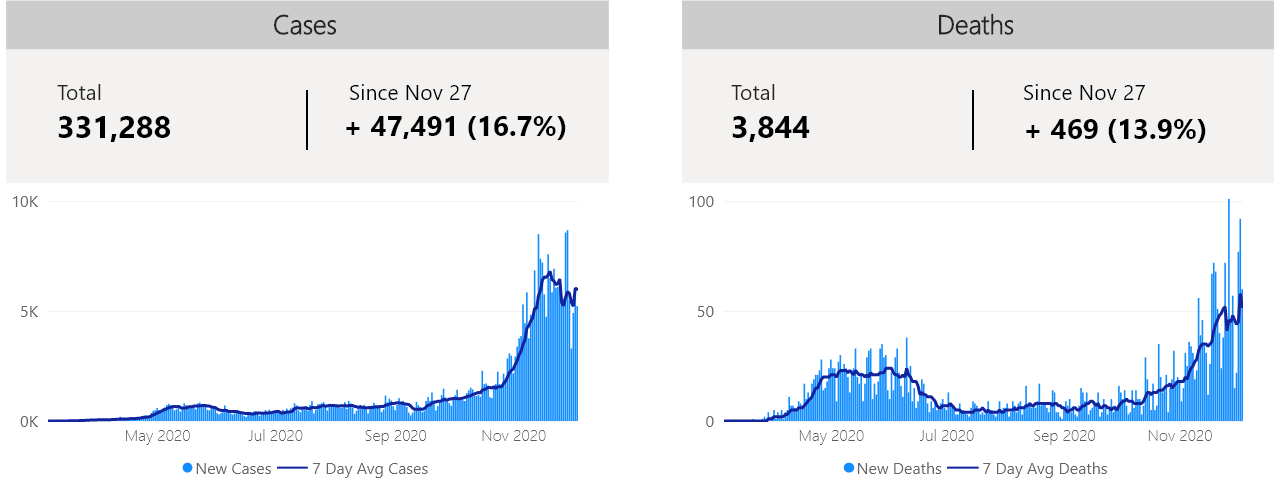 Cases
Total
Since Nov 27
331,288
+ 47,491 (16.7%)
10K
5K
0K
May 2020
Jul 2020
Sep 2020
Nov 2020
New Cases
7 Day Avg Cases
Deaths
Total
Since Nov 27
3,844
+ 469 (13.9%)
100
50
0
May 2020
Jul 2020
Sep 2020
Nov 2020
New Deaths
7 Day Avg Deaths